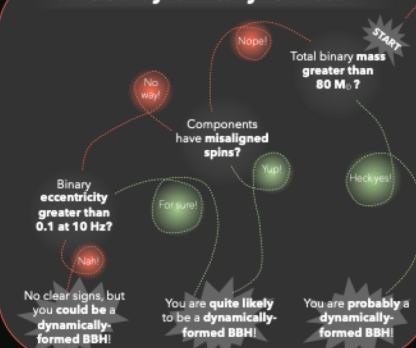 START
Total binary mass
greater than
80 M☉?
Nope!
Heck yes!
Components
have misaligned
spins?
No
way!
Yup!
Binary
eccentricity
greater than
0.1 at 10 Hz?
For sure!
Nah!
No clear signs, but
you could be a
dynamically-
formed BBH!
You are quite likely
to be a dynamically-
formed BBH!
You are probably a
dynamically-
formed BBH!